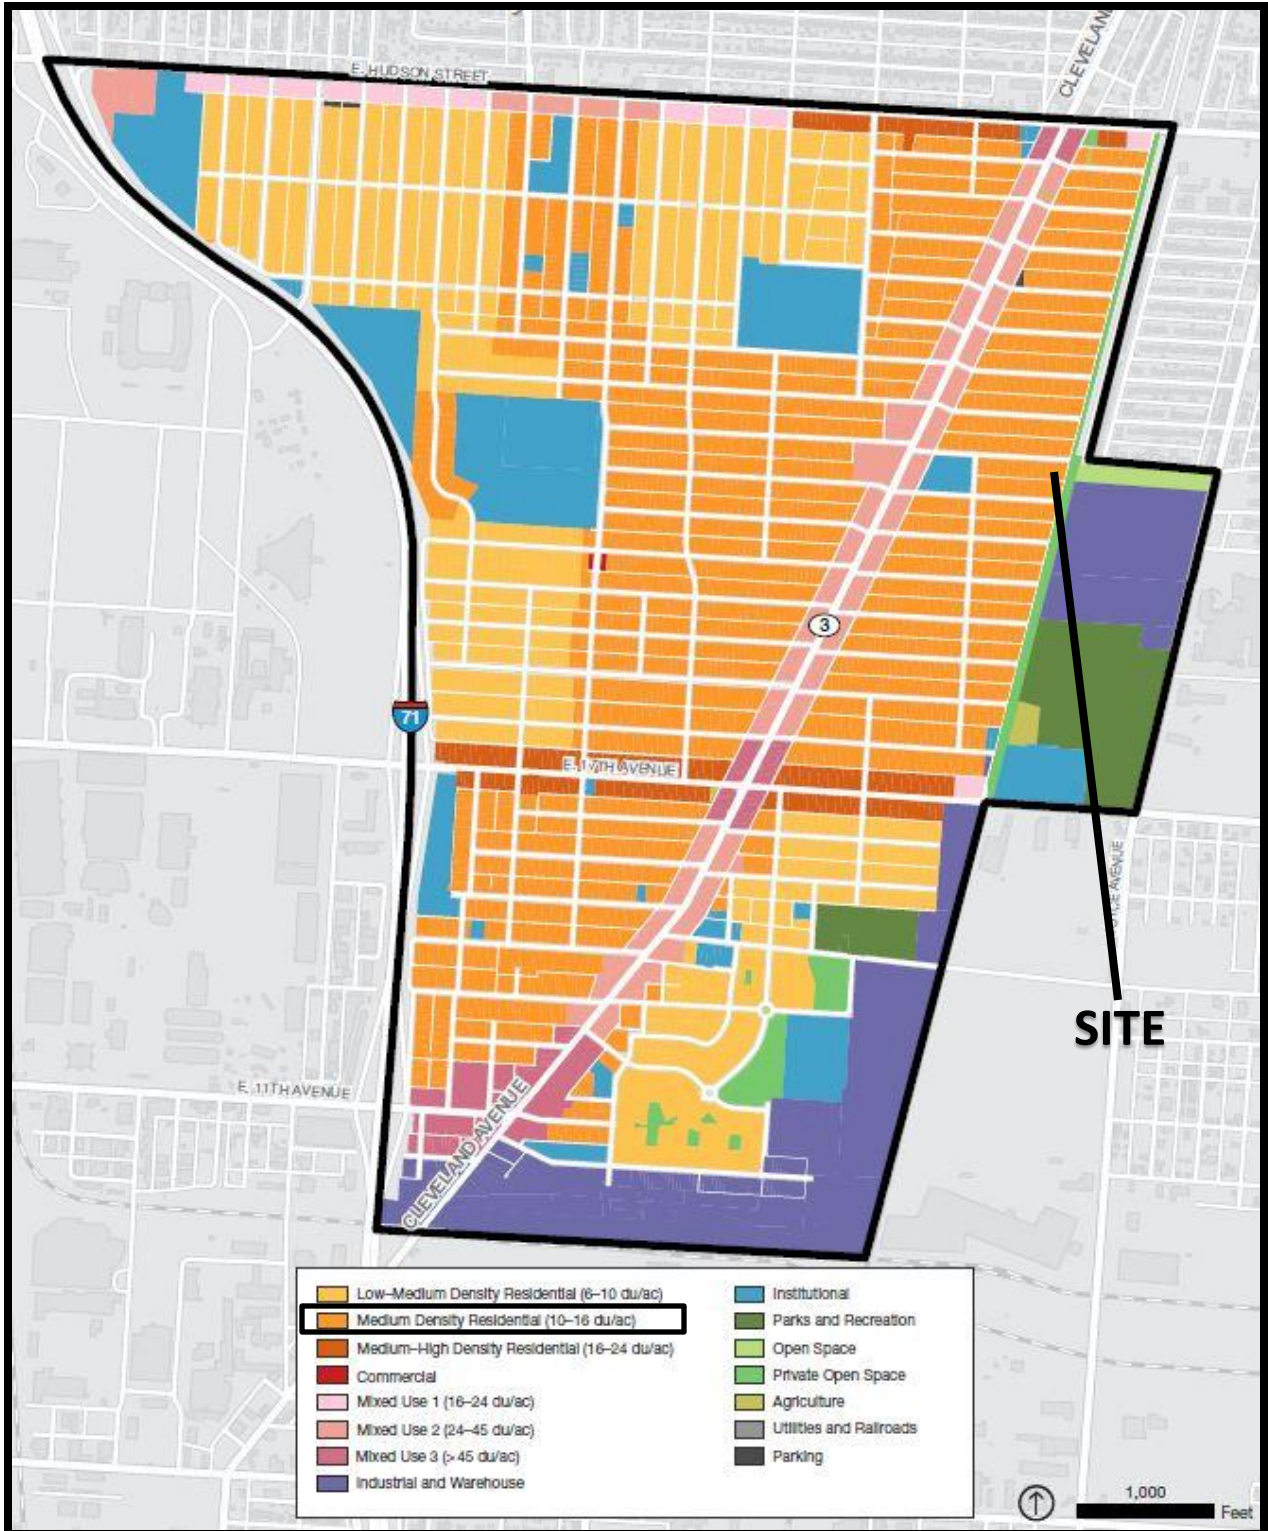 CLEVELAN
E. HUDSON STREET
3
71
E. 17TH AVENUE
AVENUE
SITE
E. 11TH AVENUE
CLEVELAND AVENUE
Low–Medium Density Residential (6–10 du/ac)
Medium Density Residential (10–16 du/ac)
Medium–High Density Residential (16–24 du/ac)
Commercial
Mixed Use 1 (16–24 du/ac)
Mixed Use 2 (24–45 du/ac)
Mixed Use 3 (>45 du/ac)
Industrial and Warehouse
Institutional
Parks and Recreation
Open Space
Private Open Space
Agriculture
Utilities and Railroads
Parking
1,000
Feet